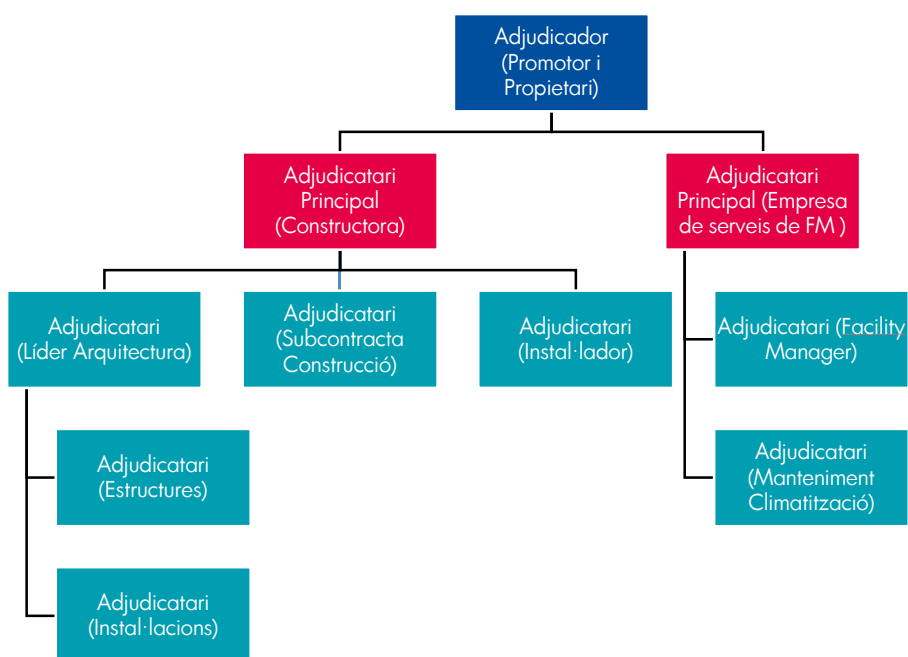 Adjudicador
(Promotor i
Propietari)
Adjudicatari
Principal
(Constructora)
Adjudicatari
Principal (Empresa
de serveis de FM )
Adjudicatari
(Líder Arquitectura)
Adjudicatari
(Subcontracta
Construcció)
Adjudicatari
(Instal·lador)
Adjudicatari (Facility
Manager)
Adjudicatari
(Estructures)
Adjudicatari
(Manteniment
Climatització)
Adjudicatari
(Instal·lacions)